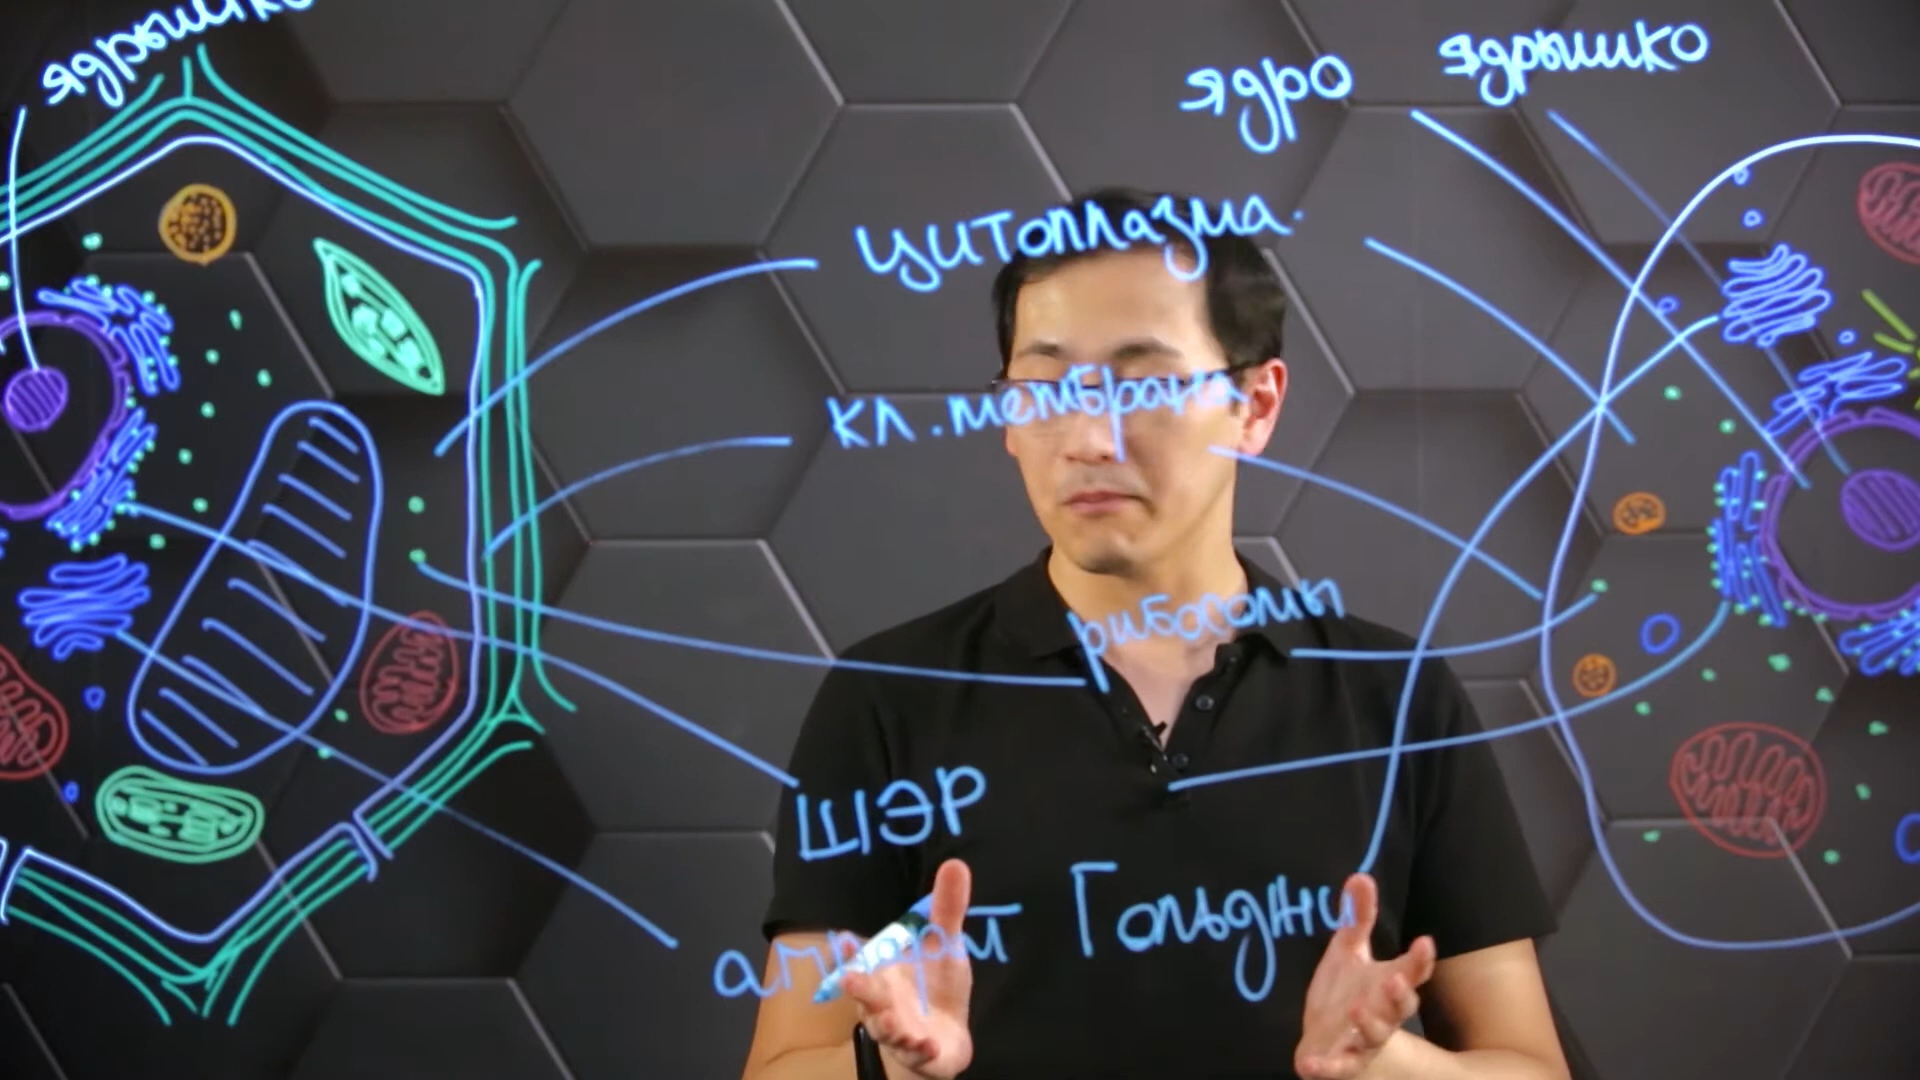 ядрышко
ядро
ядрышко
цитоплазма.
кл. мембрана
рибосомы
ШЭР
аппарат Гольджи